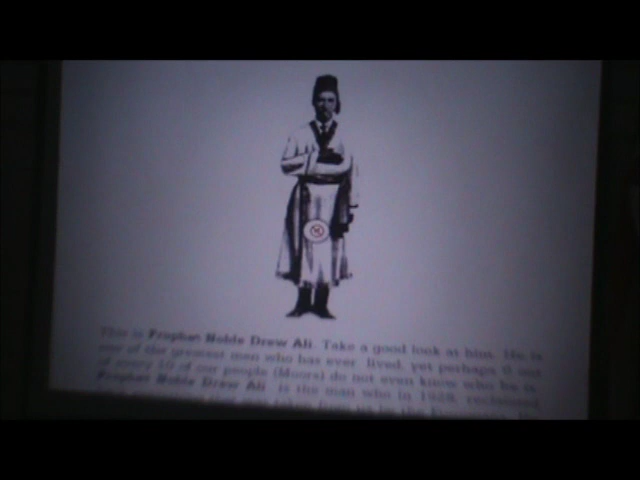 This is Prophet Noble Drew Ali. Take a good look at him. He is
one of the greatest men who has ever lived, yet perhaps 9 out
of every 10 of our people (Moors) do not even know who he is.
Prophet Noble Drew Ali is the man who in 1928, reclaimed